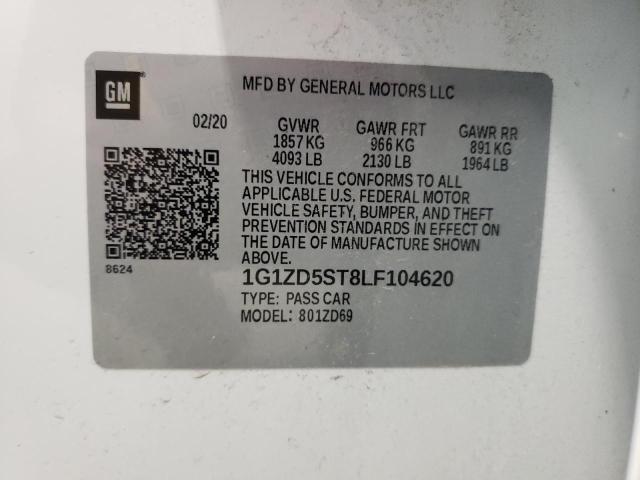 GM
MFD BY GENERAL MOTORS LLC
02/20 GVWR GAWR FRT GAWR RR
1857 KG 966 KG 891 KG
4093 LB 2130 LB 1964 LB
THIS VEHICLE CONFORMS TO ALL
APPLICABLE U.S. FEDERAL MOTOR
VEHICLE SAFETY, BUMPER, AND THEFT
PREVENTION STANDARDS IN EFFECT ON
THE DATE OF MANUFACTURE SHOWN
ABOVE.
8624
1G1ZD5ST8LF104620
TYPE: PASS CAR
MODEL: 801ZD69